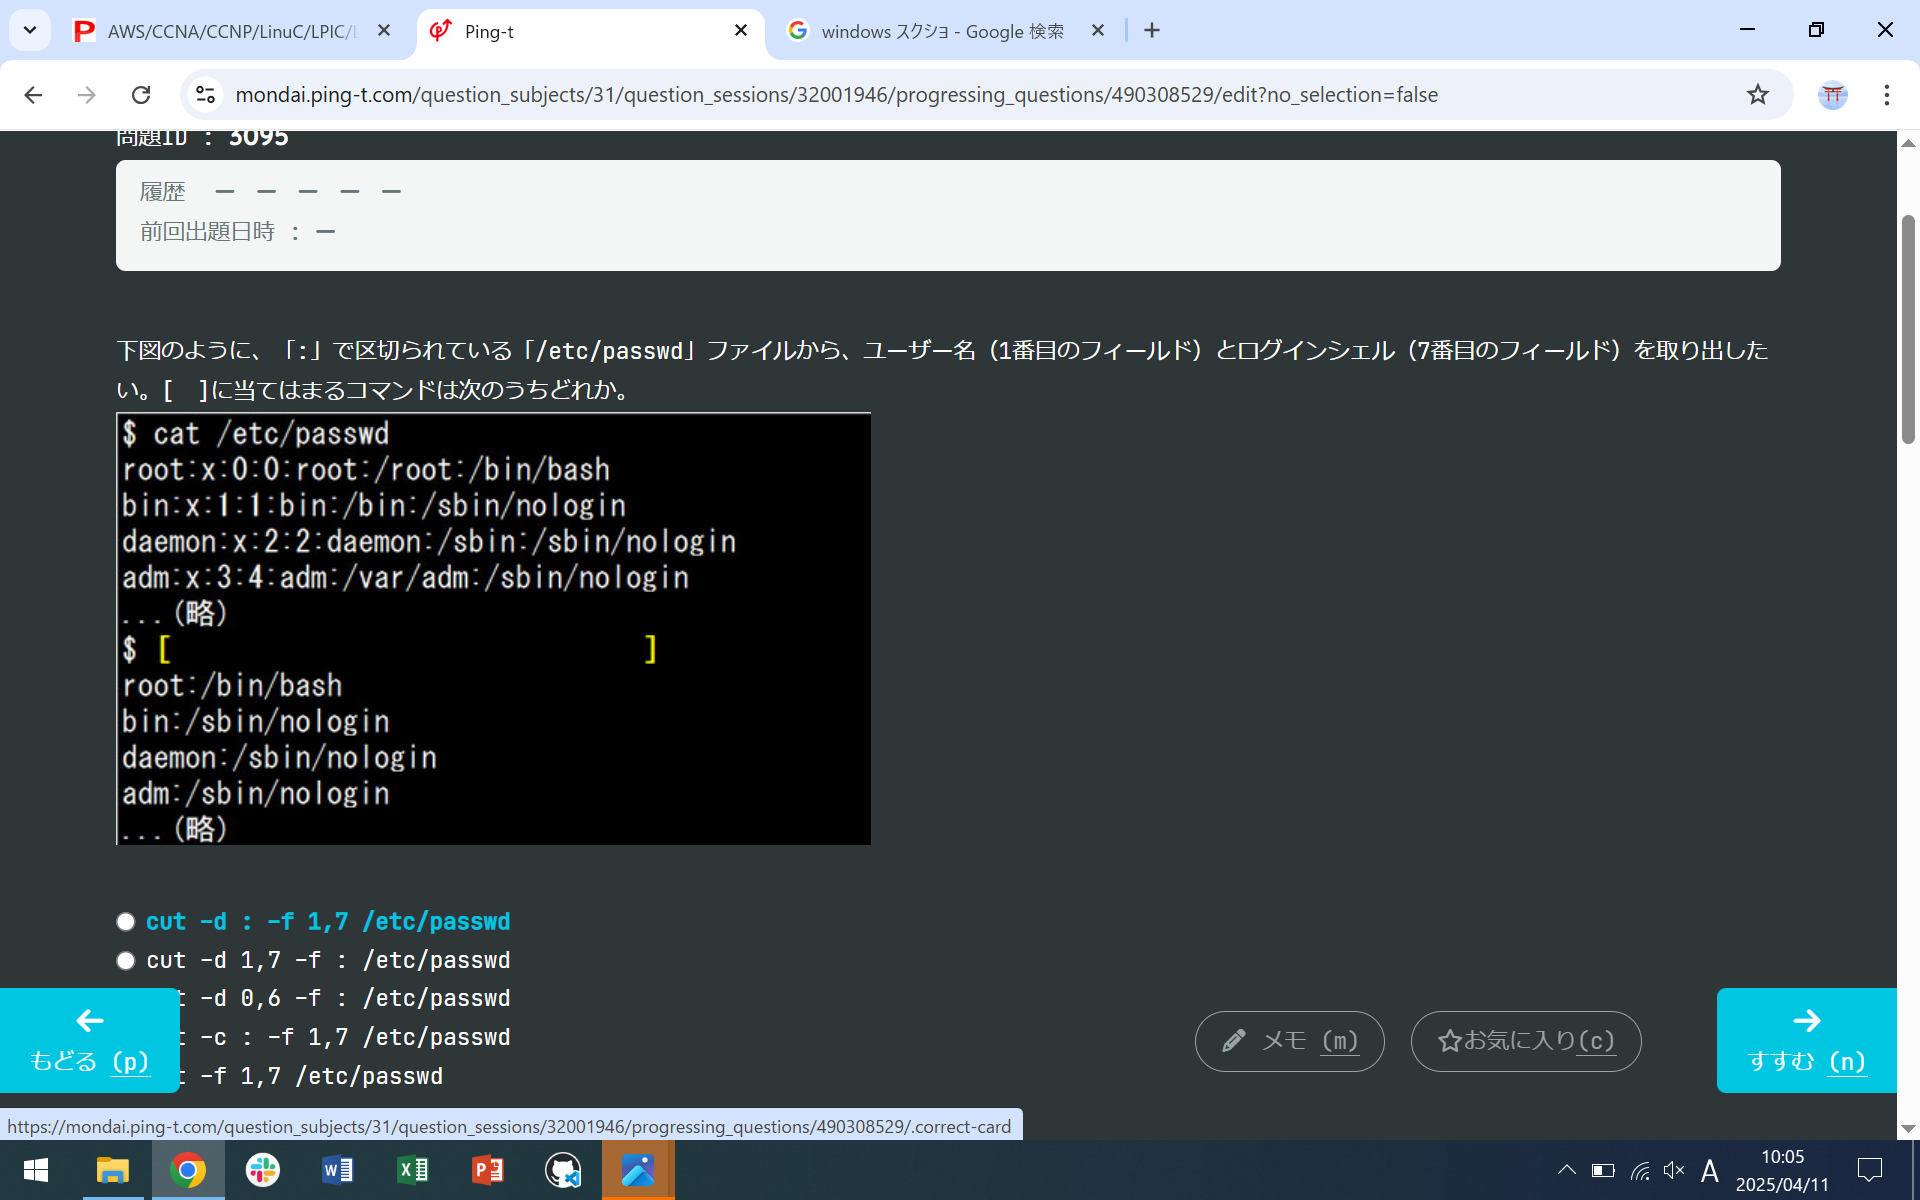 AWS/CCNA/CCNP/LinuC/LPIC/
Ping-t
windows スクショ - Google 検索
mondai.ping-t.com/question_subjects/31/question_sessions/32001946/progressing_questions/490308529/edit?no_selection=false
問題ID : 3095
履歴 ー ー ー ー ー
前回出題日時 : ー
下図のように、「:」で区切られている「/etc/passwd」ファイルから、ユーザー名（1番目のフィールド）とログインシェル（7番目のフィールド）を取り出した
い。[ ]に当てはまるコマンドは次のうちどれか。
$ cat /etc/passwd
root:x:0:0:root:/root:/bin/bash
bin:x:1:1:bin:/bin:/sbin/nologin
daemon:x:2:2:daemon:/sbin:/sbin/nologin
adm:x:3:4:adm:/var/adm:/sbin/nologin
...(略)
$ [ ]
root:/bin/bash
bin:/sbin/nologin
daemon:/sbin/nologin
adm:/sbin/nologin
...(略)
cut -d : -f 1,7 /etc/passwd
cut -d 1,7 -f : /etc/passwd
t -d 0,6 -f : /etc/passwd
t -c : -f 1,7 /etc/passwd
t -f 1,7 /etc/passwd
もどる (p)
メモ (m)
お気に入り(c)
すすむ (n)
https://mondai.ping-t.com/question_subjects/31/question_sessions/32001946/progressing_questions/490308529/.correct-card
A
10:05
2025/04/11